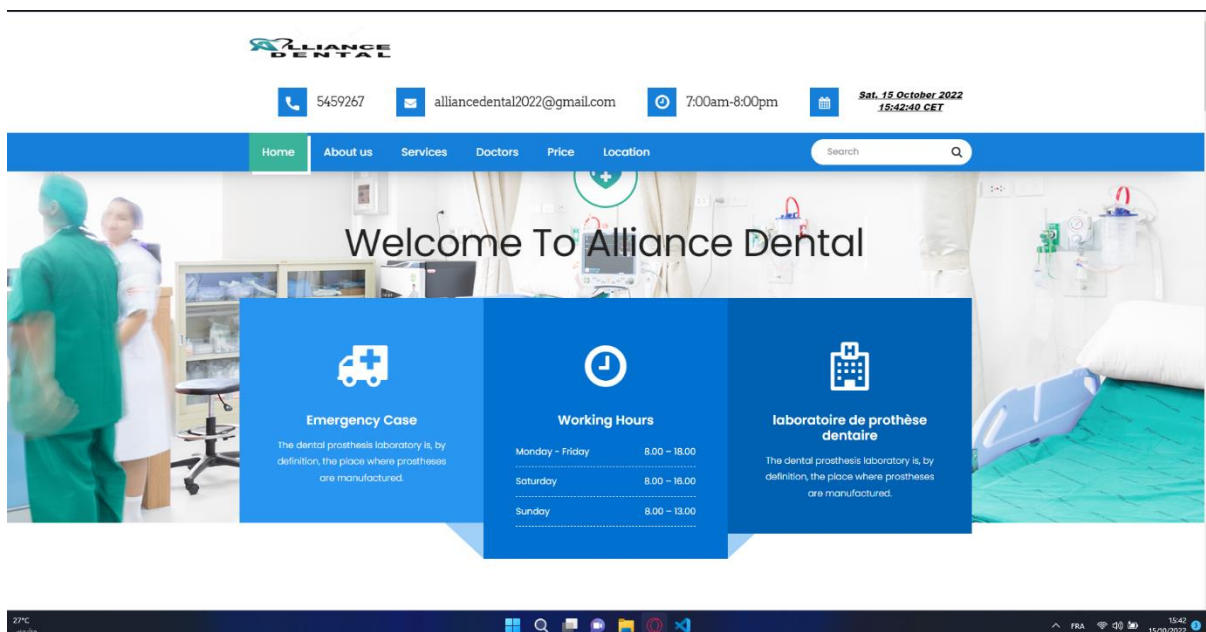 ALLIANCE
DENTAL
5459267
alliancedental2022@gmail.com
7:00am-8:00pm
Sat, 15 October 2022
15:42:40 CET
Home About us Services Doctors Price Location
Search
Welcome To Alliance Dental
Emergency Case
The dental prosthesis laboratory is, by
definition, the place where prostheses
are manufactured.
Working Hours
Monday - Friday 8.00 – 18.00
Saturday 8.00 – 16.00
Sunday 8.00 – 13.00
H
laboratoire de prothèse
dentaire
The dental prosthesis laboratory is, by
definition, the place where prostheses
are manufactured.
27°C
FRA
15:42
15/09/2022
3